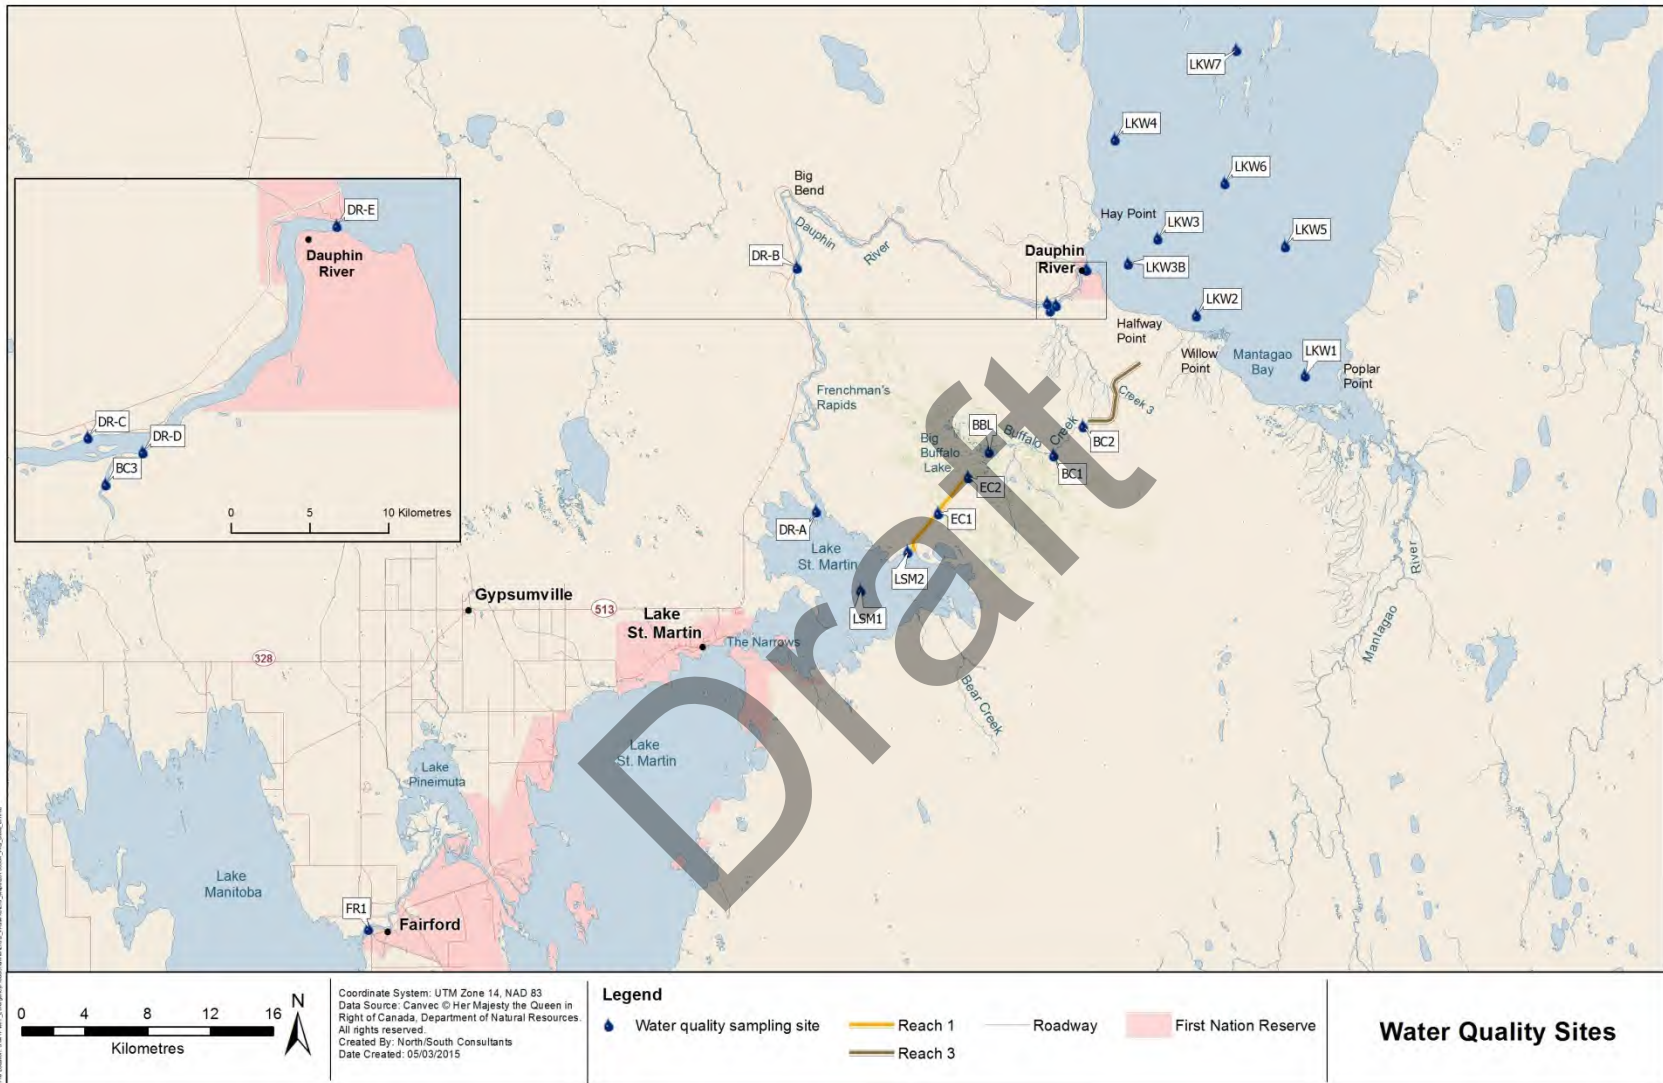 LKW7
LKW4
LKW6
Big
Bend
Hay Point
LKW3
LKW5
DR-E
Dauphin
River
Dauphin
River
DR-B
Dauphin
River
LKW3B
LKW2
Halfway
Point
Willow
Point
Mantagao
Bay
LKW1
Poplar
Point
Frenchman's
Rapids
Creek 3
DR-C
DR-D
BC3
BBL
Big
Buffalo
Lake
Buffalo
Creek
BC2
BC1
EC2
0 5 10 Kilometres
EC1
DR-A
Lake
St. Martin
LSM2
LSM1
River
Mantagao
Gypsumville
513
Lake
St. Martin
The Narrows
328
Bear Creek
Lake
St. Martin
Lake
Pineimuta
Draft
Lake
Manitoba
FR1
Fairford
0 4 8 12 16
Kilometres
N
Coordinate System: UTM Zone 14, NAD 83
Data Source: Canvec © Her Majesty the Queen in
Right of Canada, Department of Natural Resources.
All rights reserved.
Created By: North/South Consultants
Date Created: 05/03/2015
Legend
Water quality sampling site
Reach 1
Reach 3
Roadway
First Nation Reserve
Water Quality Sites